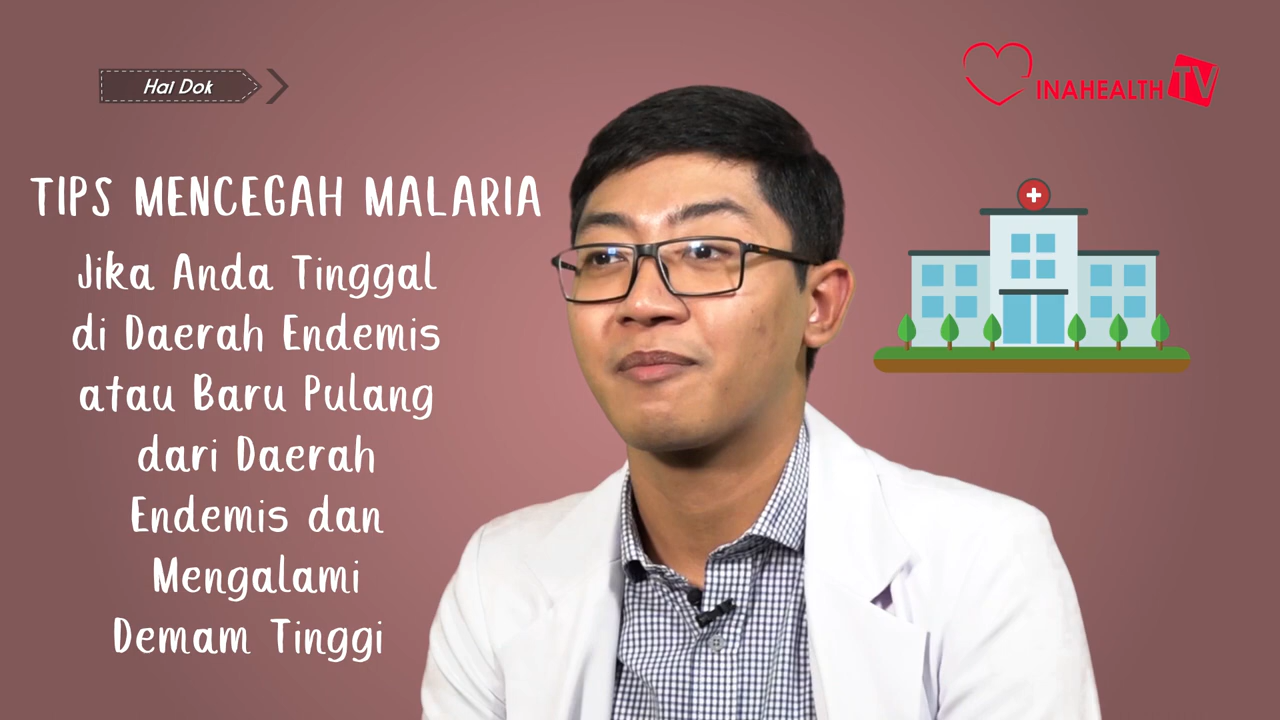 Hai Dok
INAHEALTH TV
TIPS MENCEGAH MALARIA
Jika Anda Tinggal
di Daerah Endemis
atau Baru Pulang
dari Daerah
Endemis dan
Mengalami
Demam Tinggi